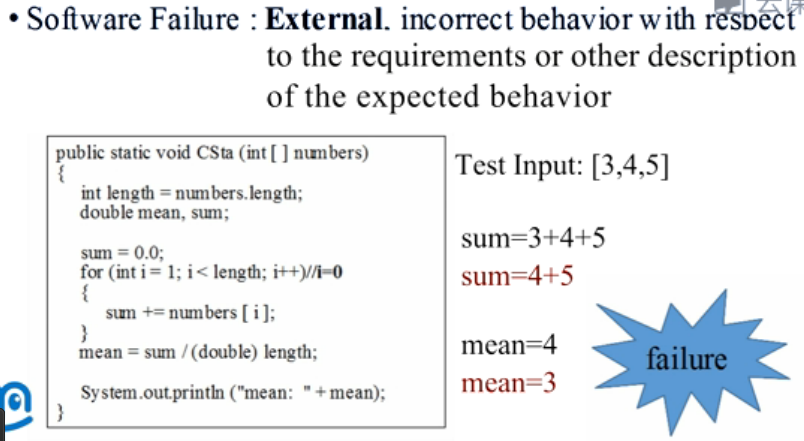 • Software Failure : External, incorrect behavior with respect
to the requirements or other description
of the expected behavior
public static void CSta (int [ ] numbers)
{
int length = numbers.length;
double mean, sum;
sum = 0.0;
for (int i = 1; i < length; i++)//i=0
{
sum += numbers [ i ];
}
mean = sum / (double) length;
System.out.println ("mean: " + mean);
}
Test Input: [3,4,5]
sum=3+4+5
sum=4+5
mean=4
mean=3
failure